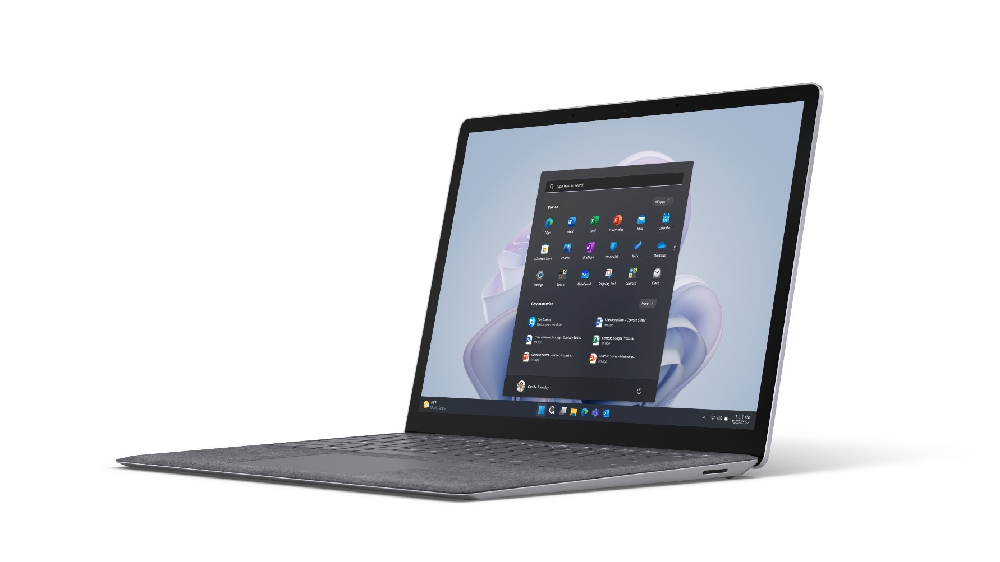 Type here to search
All apps
Pinned
Edge
Word
Excel
PowerPoint
Mail
Calendar
Microsoft Store
Photos
OneNote
Phone Link
To Do
OneDrive
Settings
Sports
Whiteboard
Snipping Tool
Contoso
Clock
Recommended
More
Get Started
Welcome to Windows
Marketing Plan – Contoso Suites
1m ago
The Customer Journey - Contoso Suites
1m ago
Contoso Budget Proposal
1m ago
Contoso Suites - Denver Property...
1m ago
Contoso Suites - Marketing...
1m ago
Camille Tremblay
68°F
Mostly Sunny
11:11 AM
10/27/2022